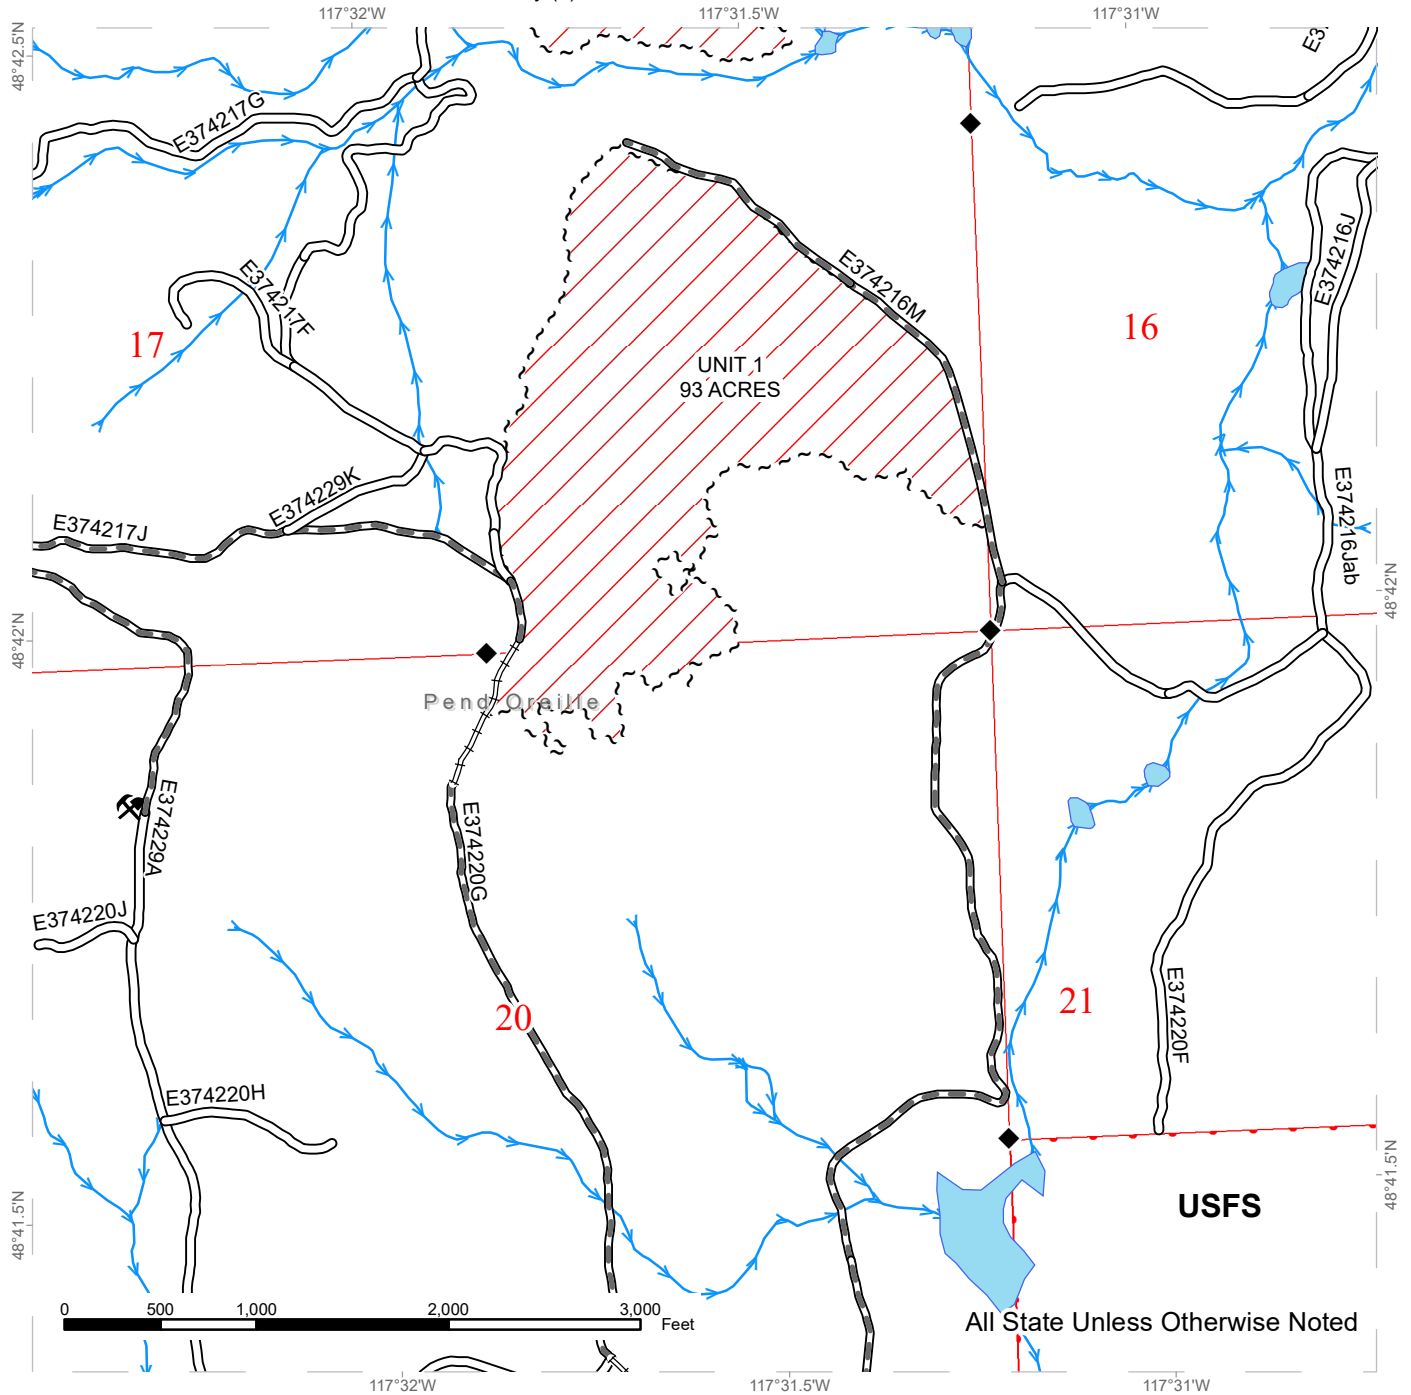 117°32'W
117°31.5'W
117°31'W
48°42.5'N
E3
E374217G
E374216J
E374217F
E374216M
17
16
UNIT 1
93 ACRES
E374229K
E374217J
E374216Jab
48°42'N
48°42'N
Pend Oreille
E374229A
E374220G
E374220J
E374220F
20
21
E374220H
48°41.5'N
48°41.5'N
USFS
0 500 1,000 2,000 3,000
Feet
All State Unless Otherwise Noted
117°32'W
117°31.5'W
117°31'W